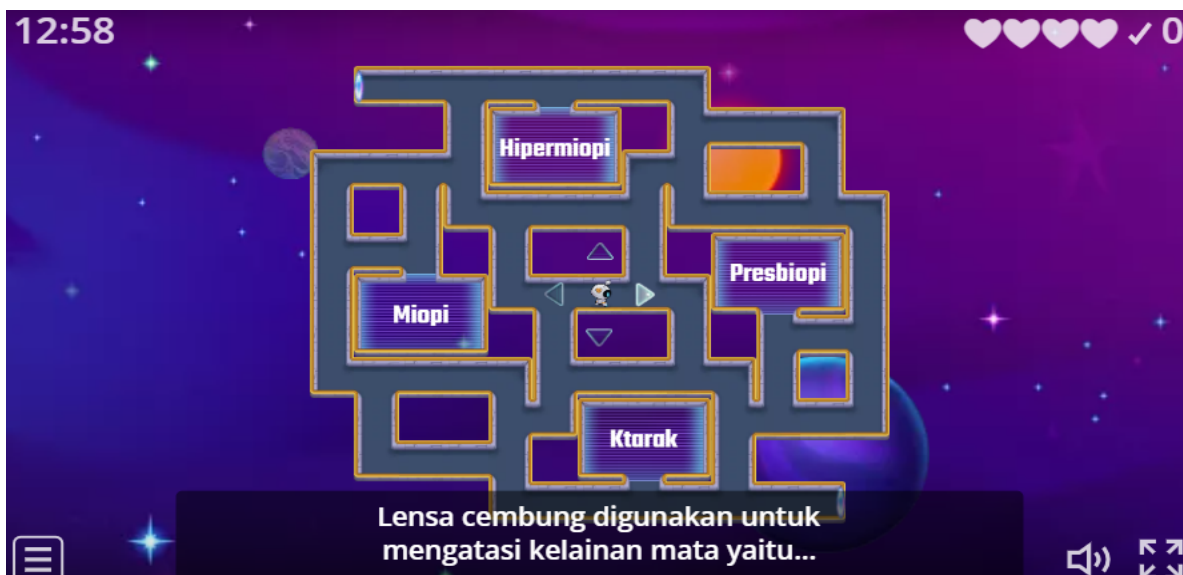 12:58
✓ 0
Hipermiopi
Presbiopi
Miopi
Ktarak
Lensa cembung digunakan untuk
mengatasi kelainan mata yaitu...